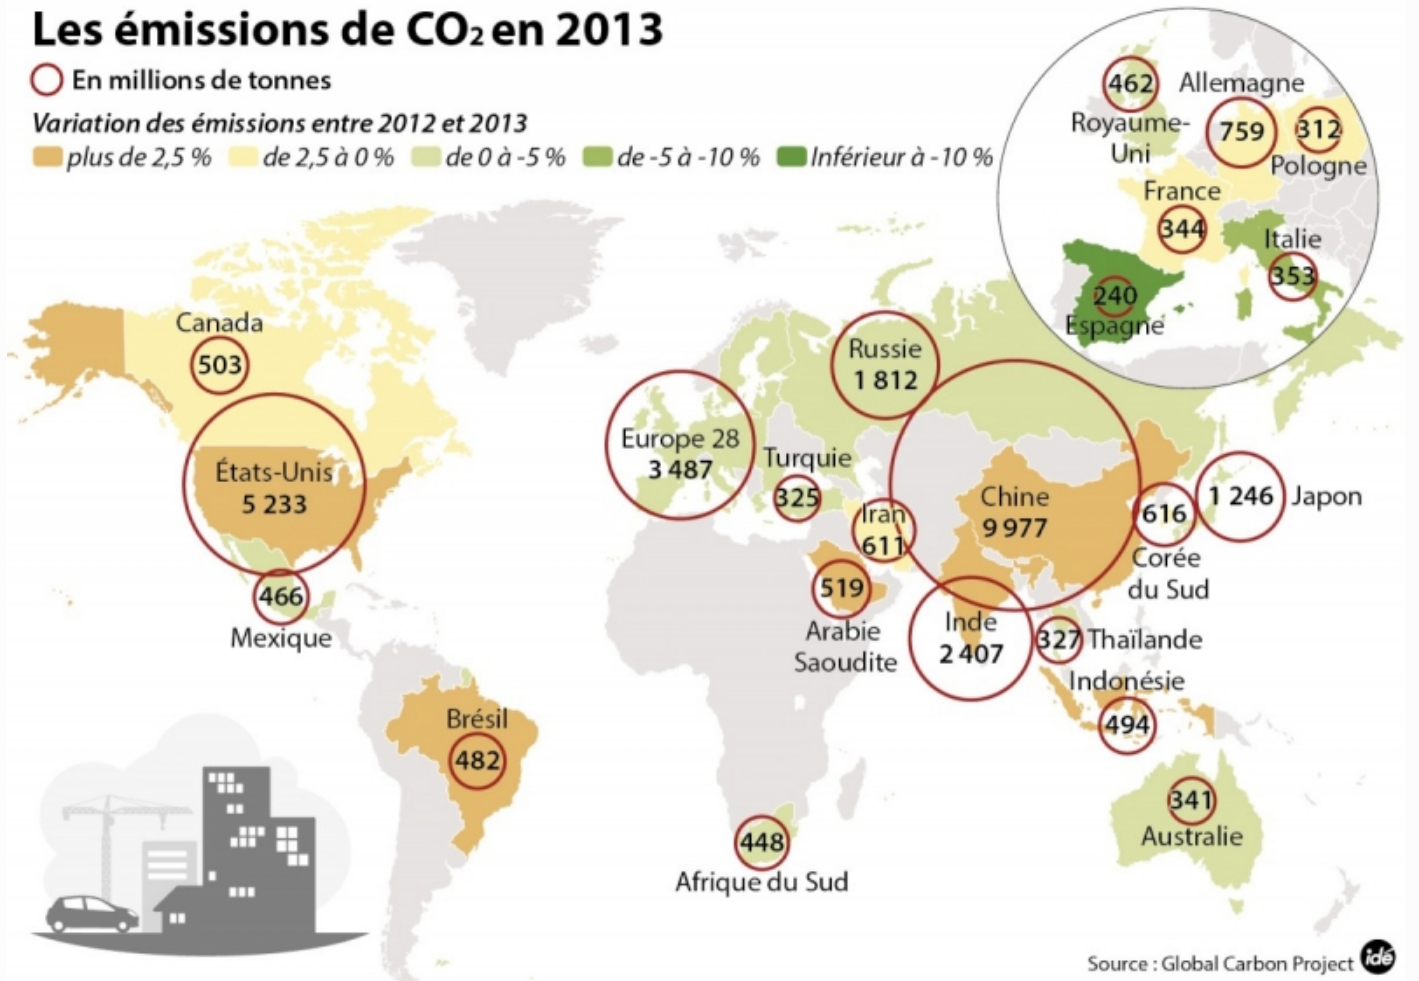 Les émissions de CO₂ en 2013
En millions de tonnes
Variation des émissions entre 2012 et 2013
plus de 2,5 %
de 2,5 à 0 %
de 0 à -5 %
de -5 à -10 %
Inférieur à -10 %
462
Royaume-
Uni
Allemagne
759
312
Pologne
France
344
Italie
353
240
Espagne
Canada
503
États-Unis
5 233
466
Mexique
Brésil
482
Europe 28
3 487
Russie
1 812
Turquie
325
Iran
611
519
Arabie
Saoudite
Chine
9 977
Inde
2 407
616
Corée
du Sud
1 246 Japon
327 Thaïlande
Indonésie
494
341
Australie
448
Afrique du Sud
Source : Global Carbon Project
idé